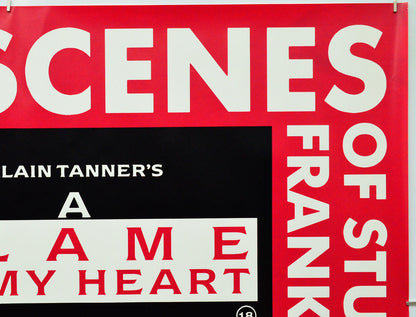 SCENES
OF STU
FRANK
LAIN TANNER'S
A
LAME
MY HEART
18